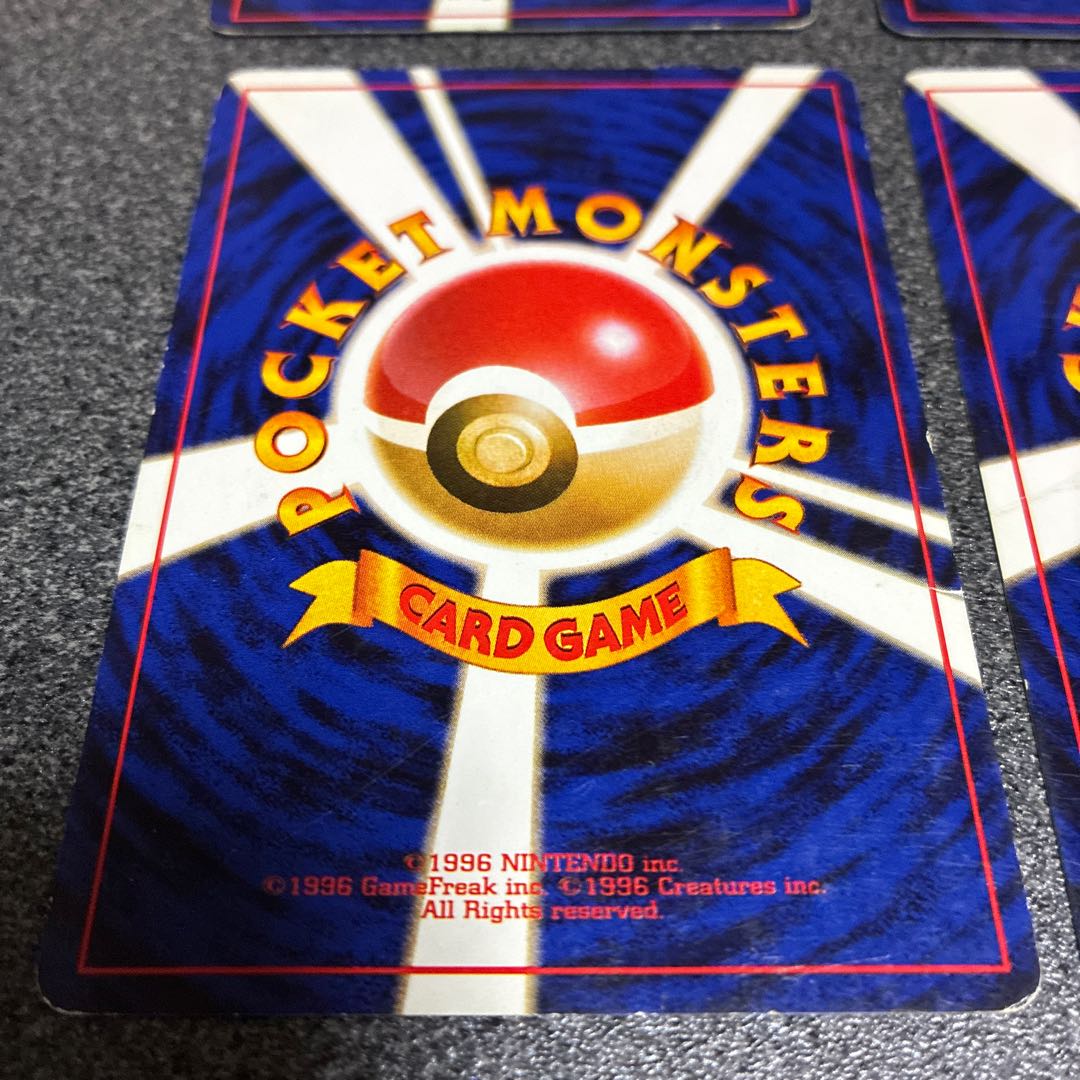 POCKET MONSTERS
CARD GAME
©1996 NINTENDO inc.
©1996 GameFreak inc. ©1996 Creatures inc.
All Rights reserved.